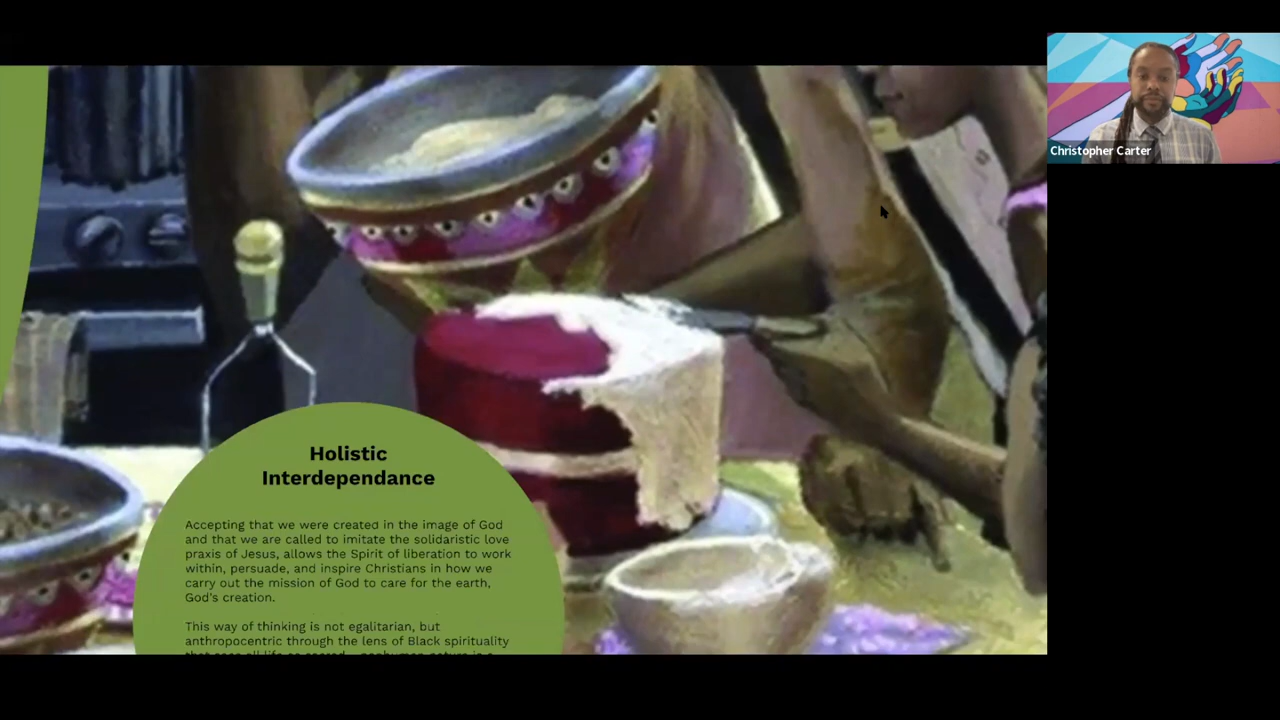 Christopher Carter
Holistic
Interdependance
Accepting that we were created in the image of God
and that we are called to imitate the solidaristic love
praxis of Jesus, allows the Spirit of liberation to work
within, persuade, and inspire Christians in how we
carry out the mission of God to care for the earth,
God's creation.
This way of thinking is not egalitarian, but
anthropocentric through the lens of Black spirituality